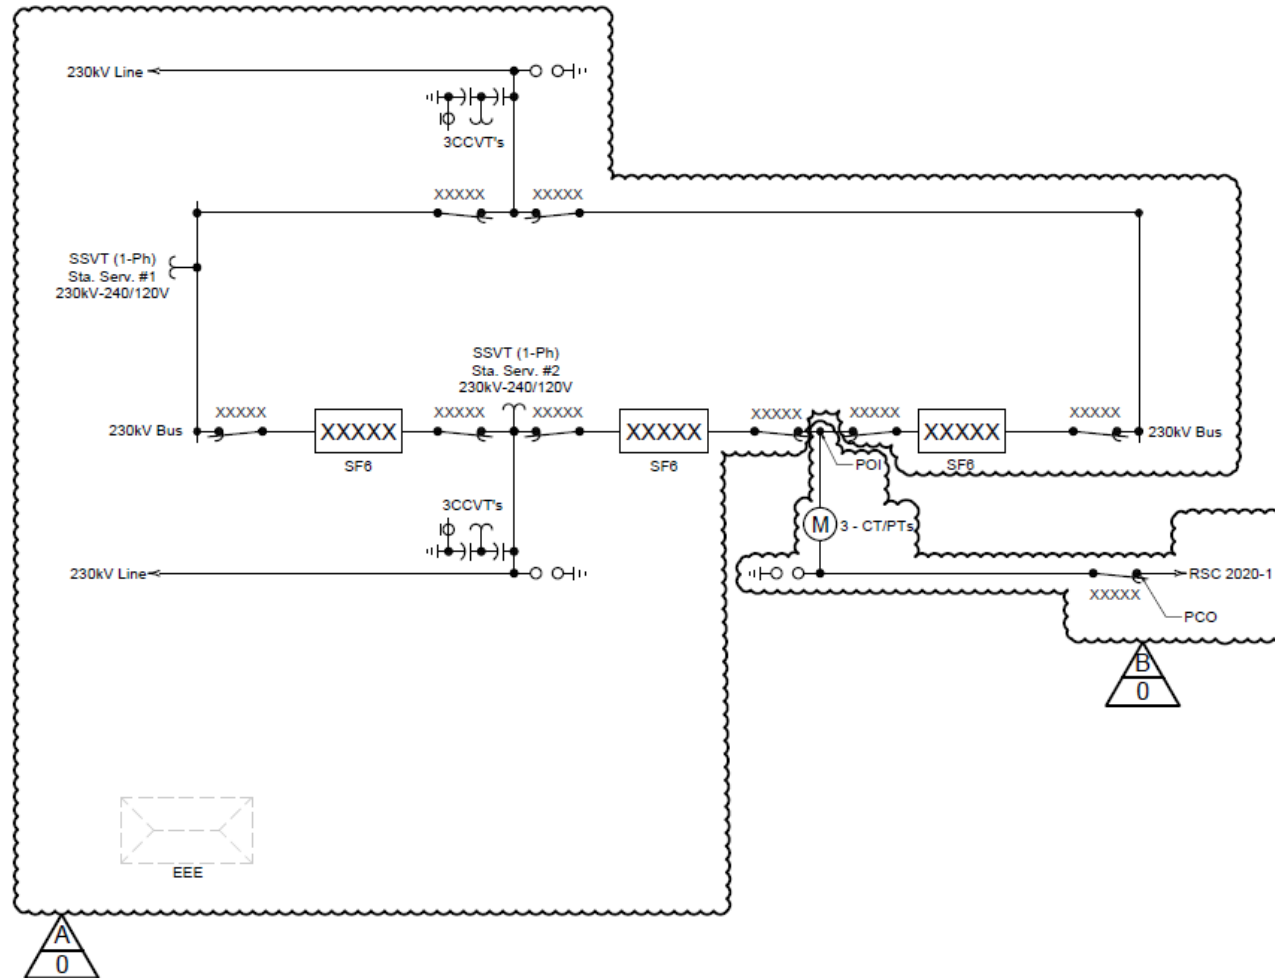 230kV Line
3CCVT's
XXXXX
XXXXX
SSVT (1-Ph)
Sta. Serv. #1
230kV-240/120V
SSVT (1-Ph)
Sta. Serv. #2
230kV-240/120V
230kV Bus
XXXXX
XXXXX
SF6
XXXXX
XXXXX
XXXXX
SF6
XXXXX
POI
XXXXX
XXXXX
SF6
XXXXX
230kV Bus
3CCVT's
M
3 - CT/PTs
230kV Line
XXXXX
RSC 2020-1
PCO
B
0
EEE
A
0